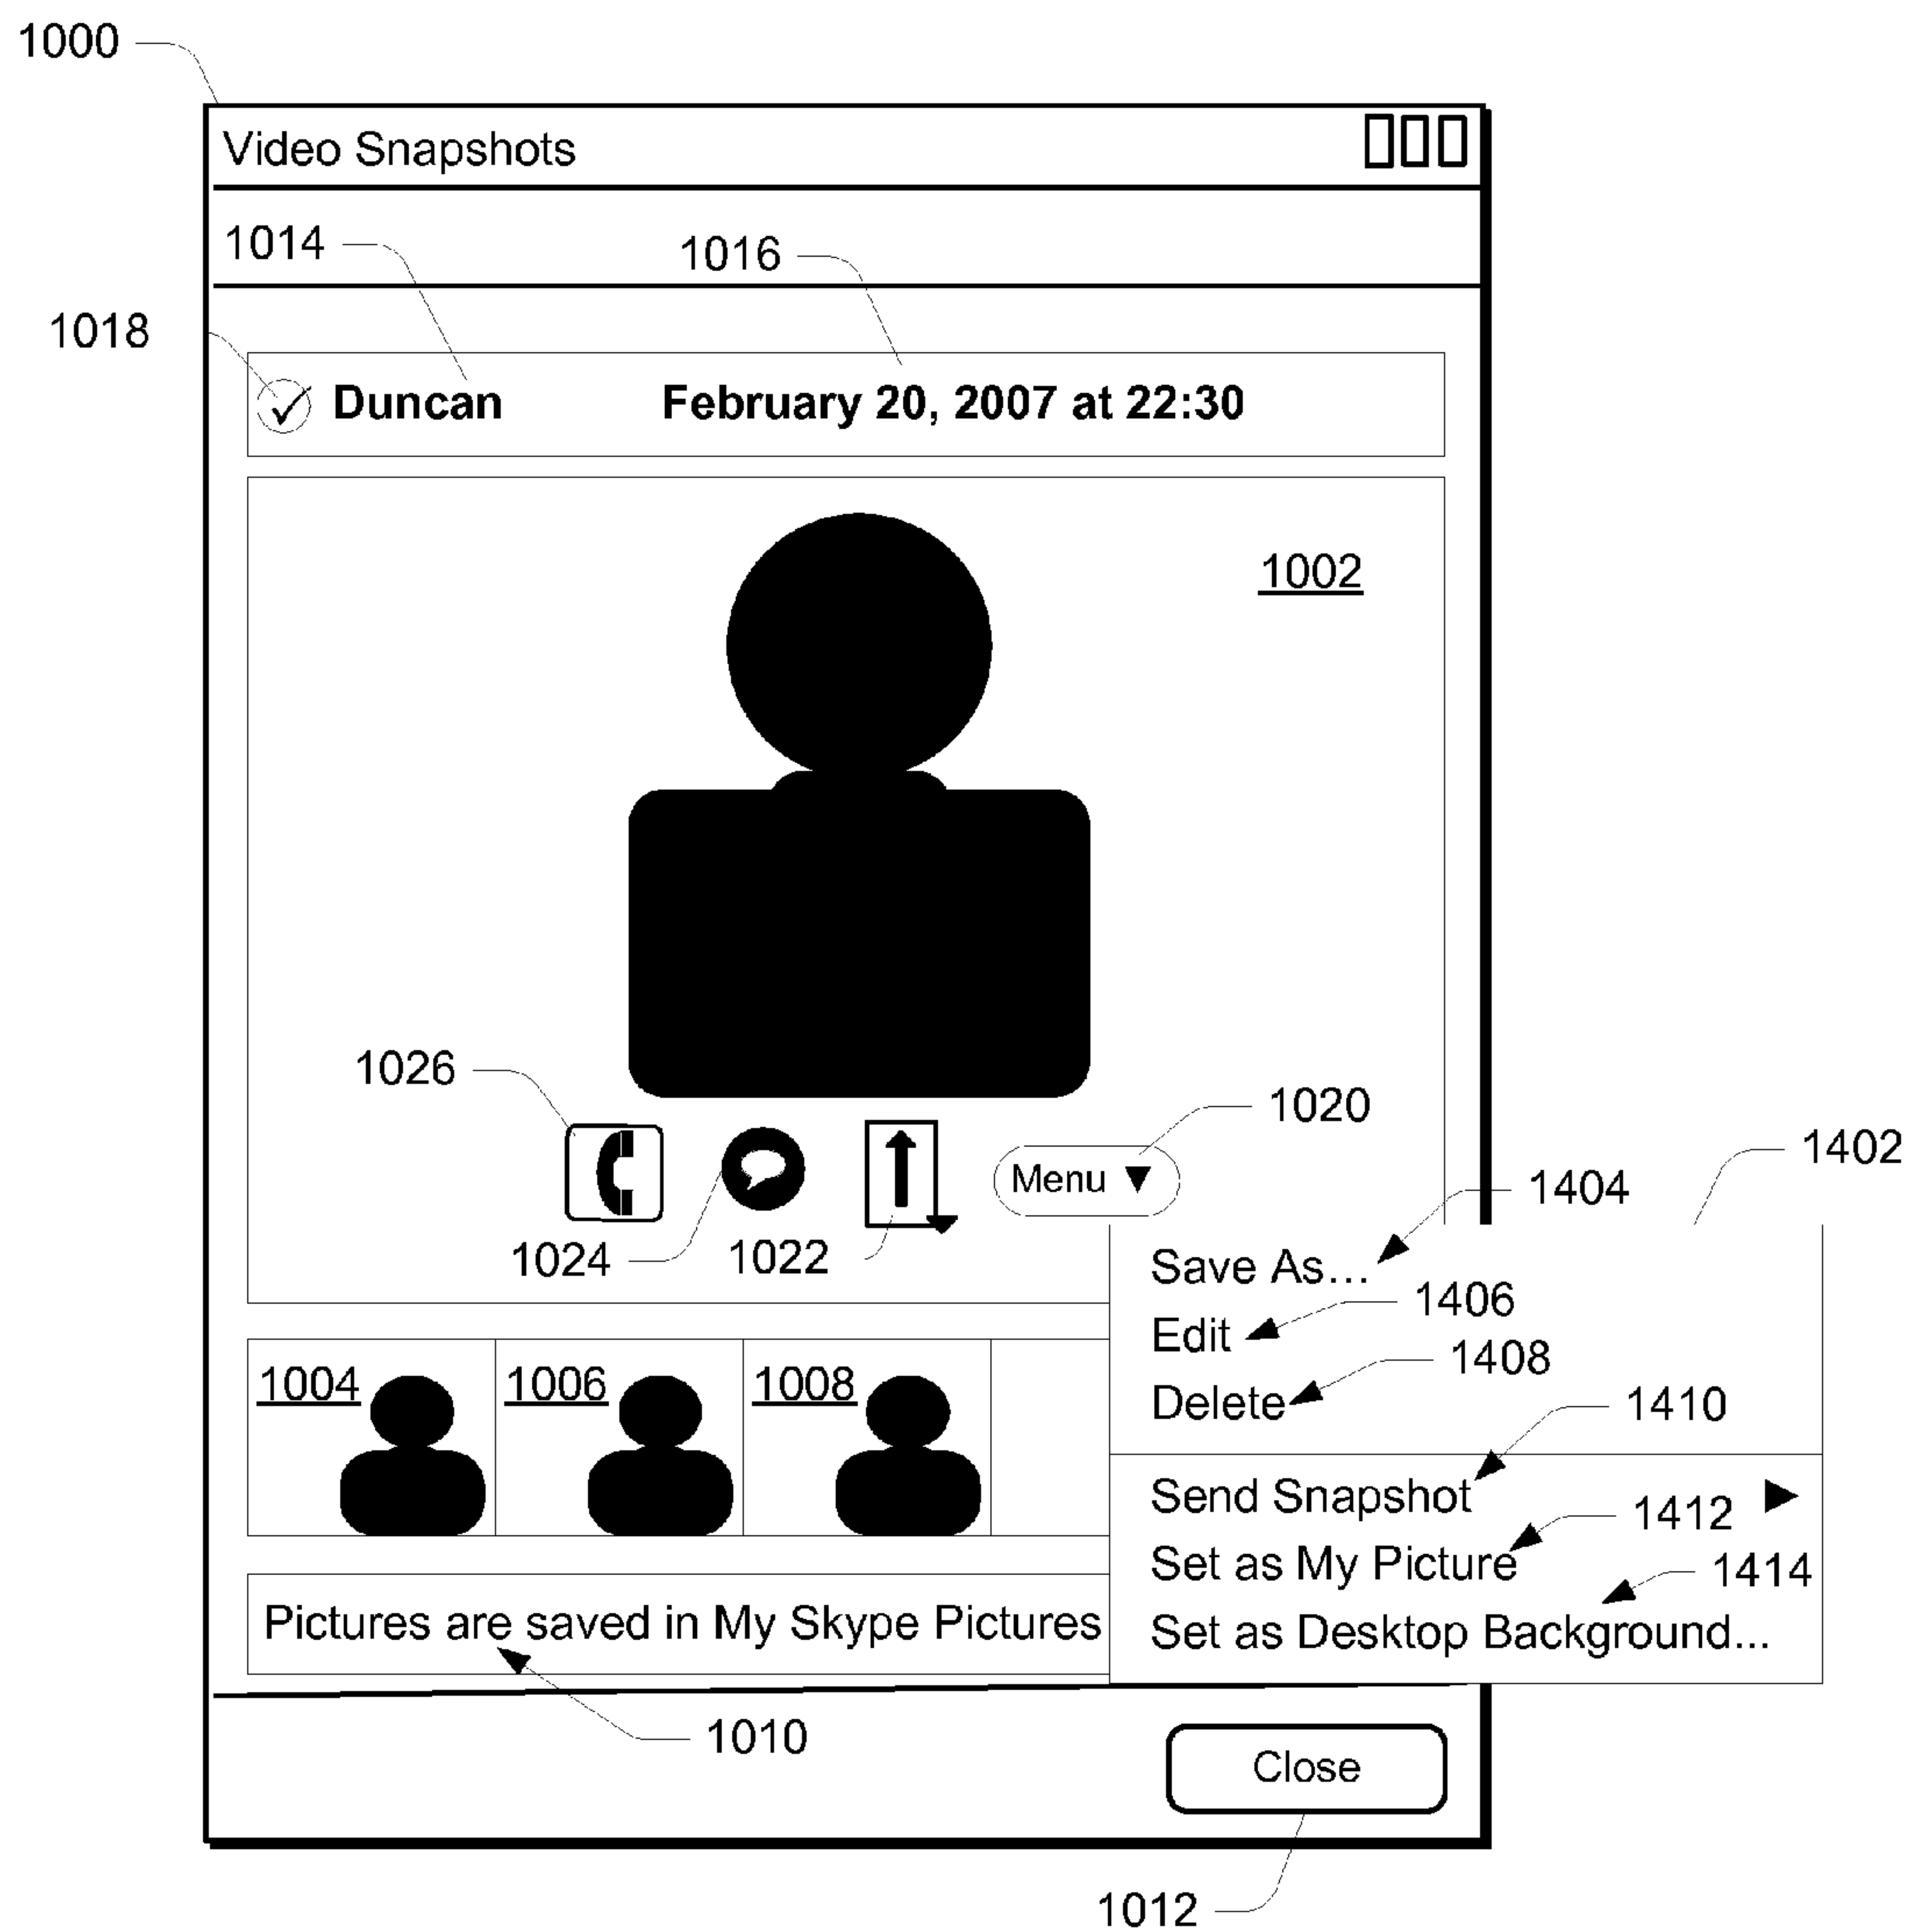 1000
Video Snapshots
1014
1016
1018
Duncan
February 20, 2007 at 22:30
1002
1026
1020
1402
1404
Menu
1024
1022
Save As...
1406
Edit
1408
Delete
1410
1004
1006
1008
Send Snapshot
1412
Set as My Picture
1414
Set as Desktop Background...
Pictures are saved in My Skype Pictures
1010
Close
1012